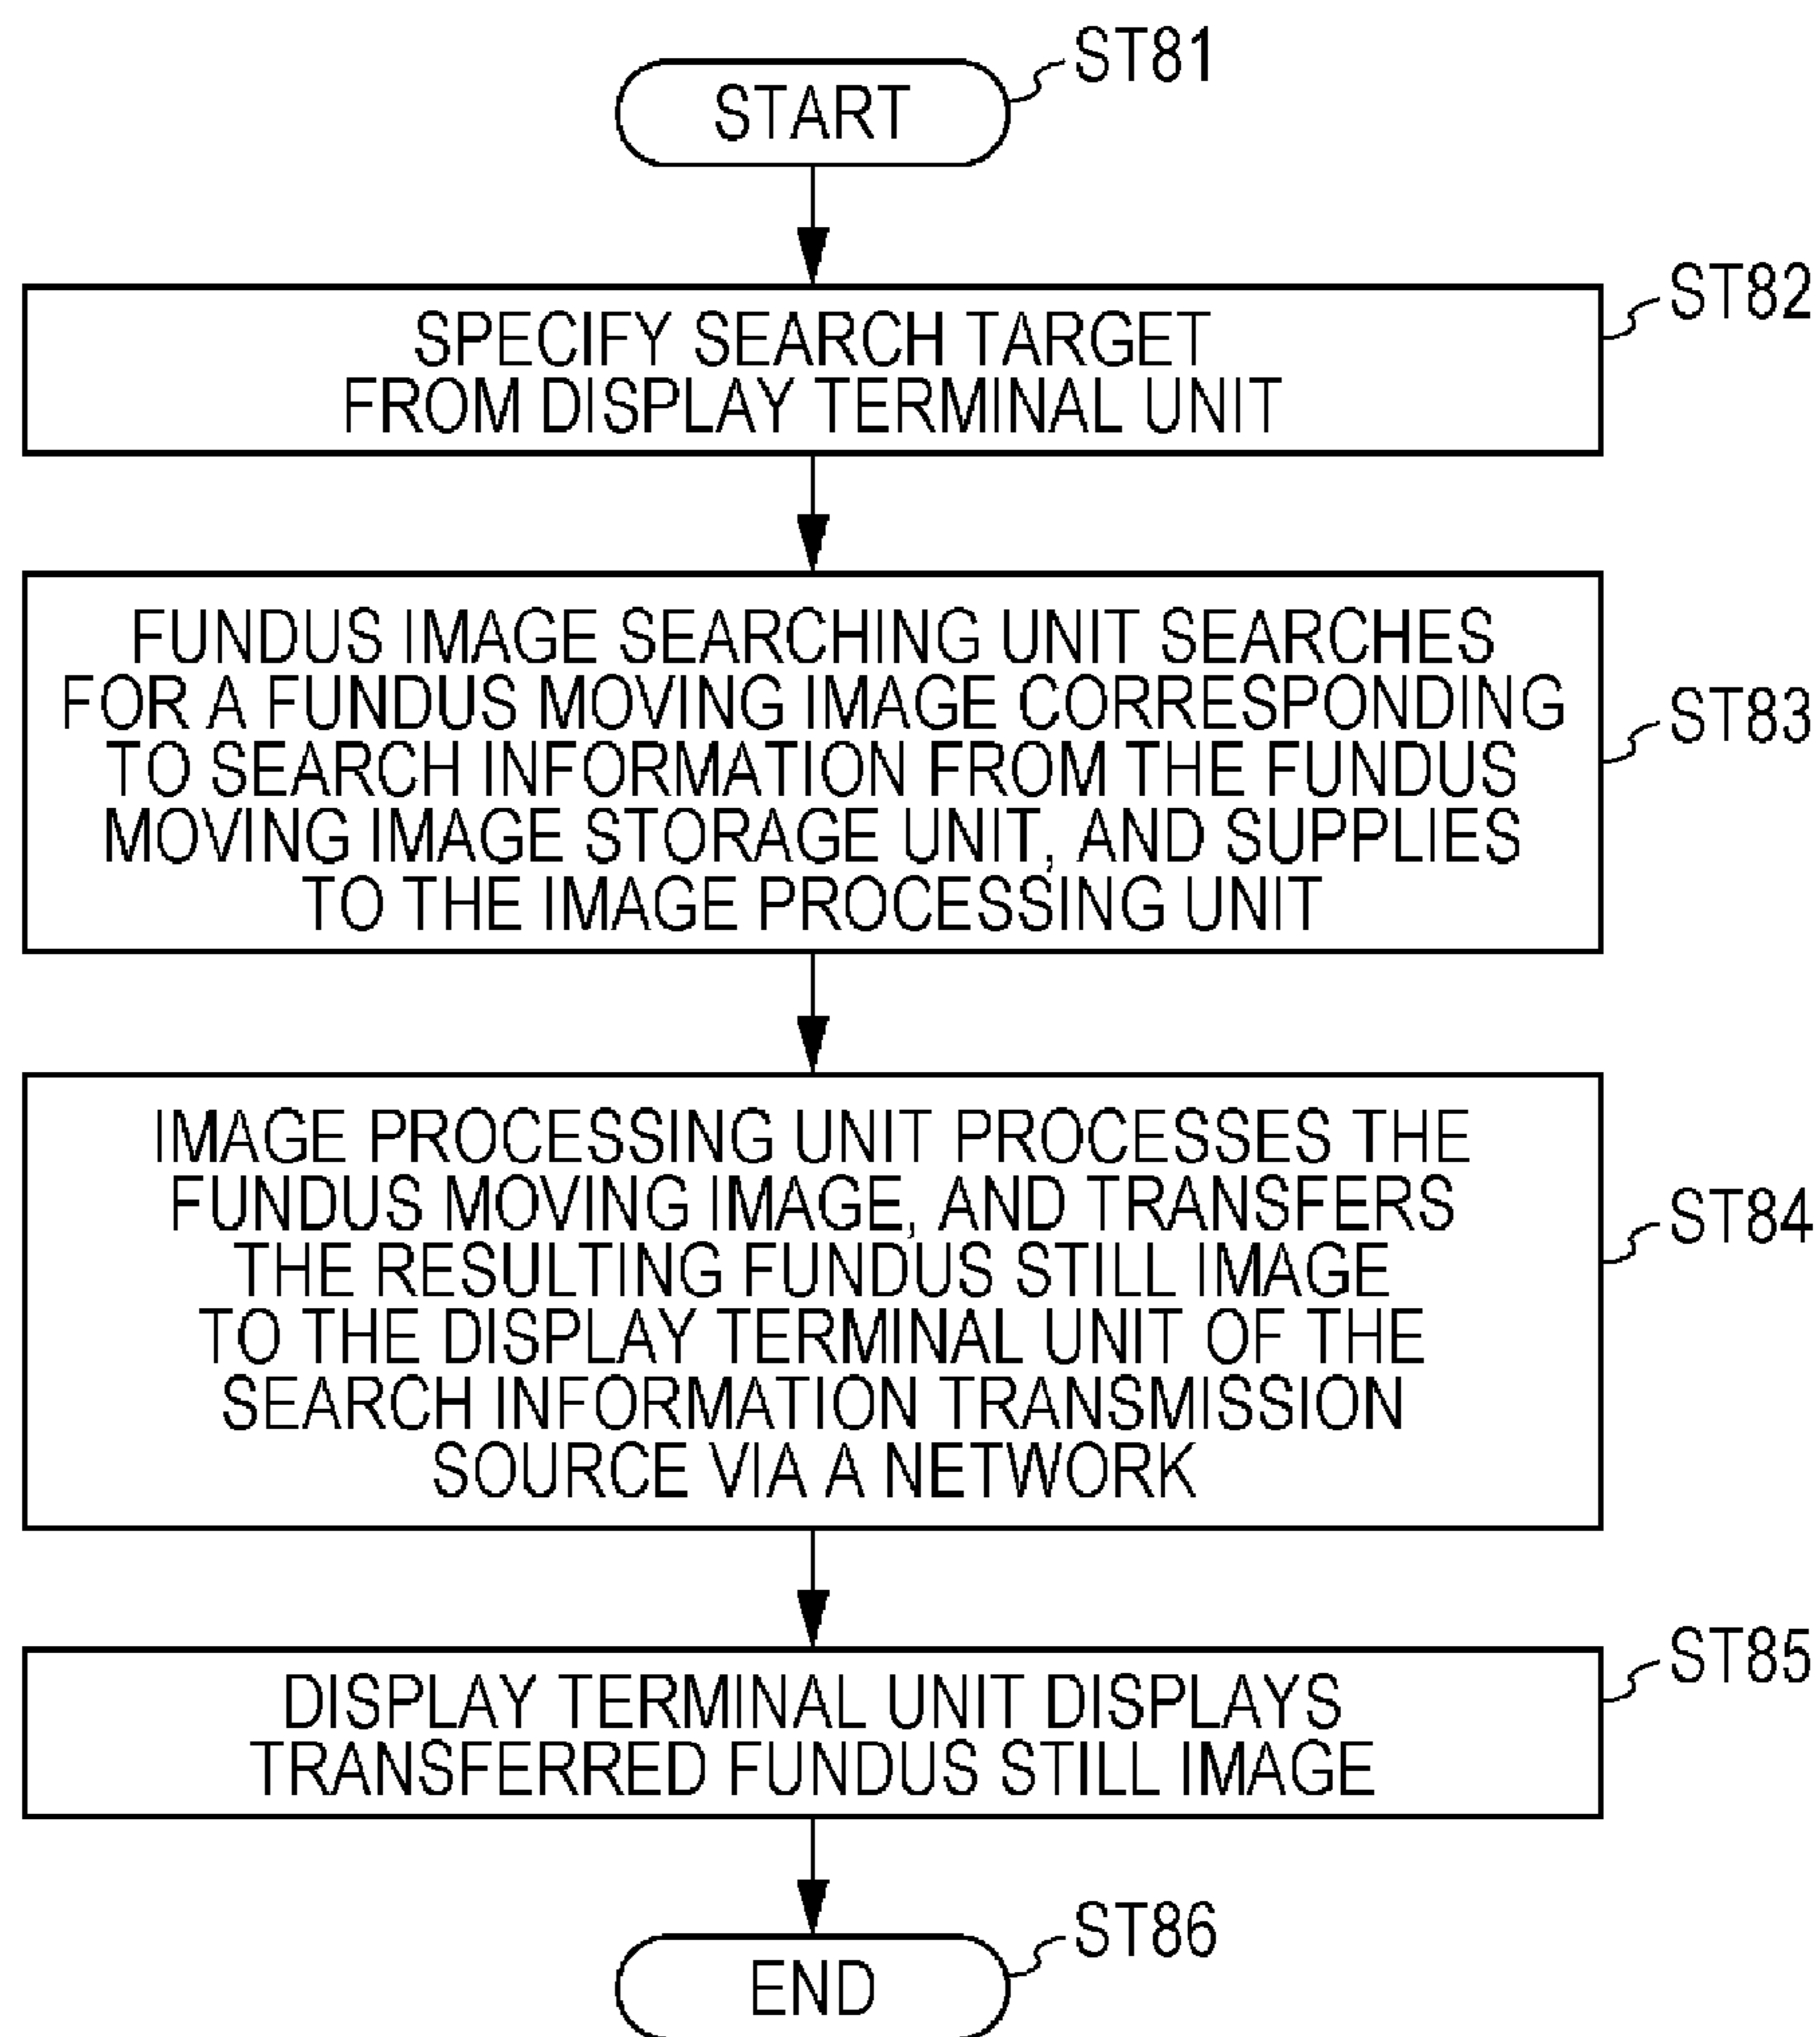 START
ST81
SPECIFY SEARCH TARGET
FROM DISPLAY TERMINAL UNIT
ST82
FUNDUS IMAGE SEARCHING UNIT SEARCHES
FOR A FUNDUS MOVING IMAGE CORRESPONDING
TO SEARCH INFORMATION FROM THE FUNDUS
MOVING IMAGE STORAGE UNIT, AND SUPPLIES
TO THE IMAGE PROCESSING UNIT
ST83
IMAGE PROCESSING UNIT PROCESSES THE
FUNDUS MOVING IMAGE, AND TRANSFERS
THE RESULTING FUNDUS STILL IMAGE
TO THE DISPLAY TERMINAL UNIT OF THE
SEARCH INFORMATION TRANSMISSION
SOURCE VIA A NETWORK
ST84
DISPLAY TERMINAL UNIT DISPLAYS
TRANSFERRED FUNDUS STILL IMAGE
ST85
END
ST86